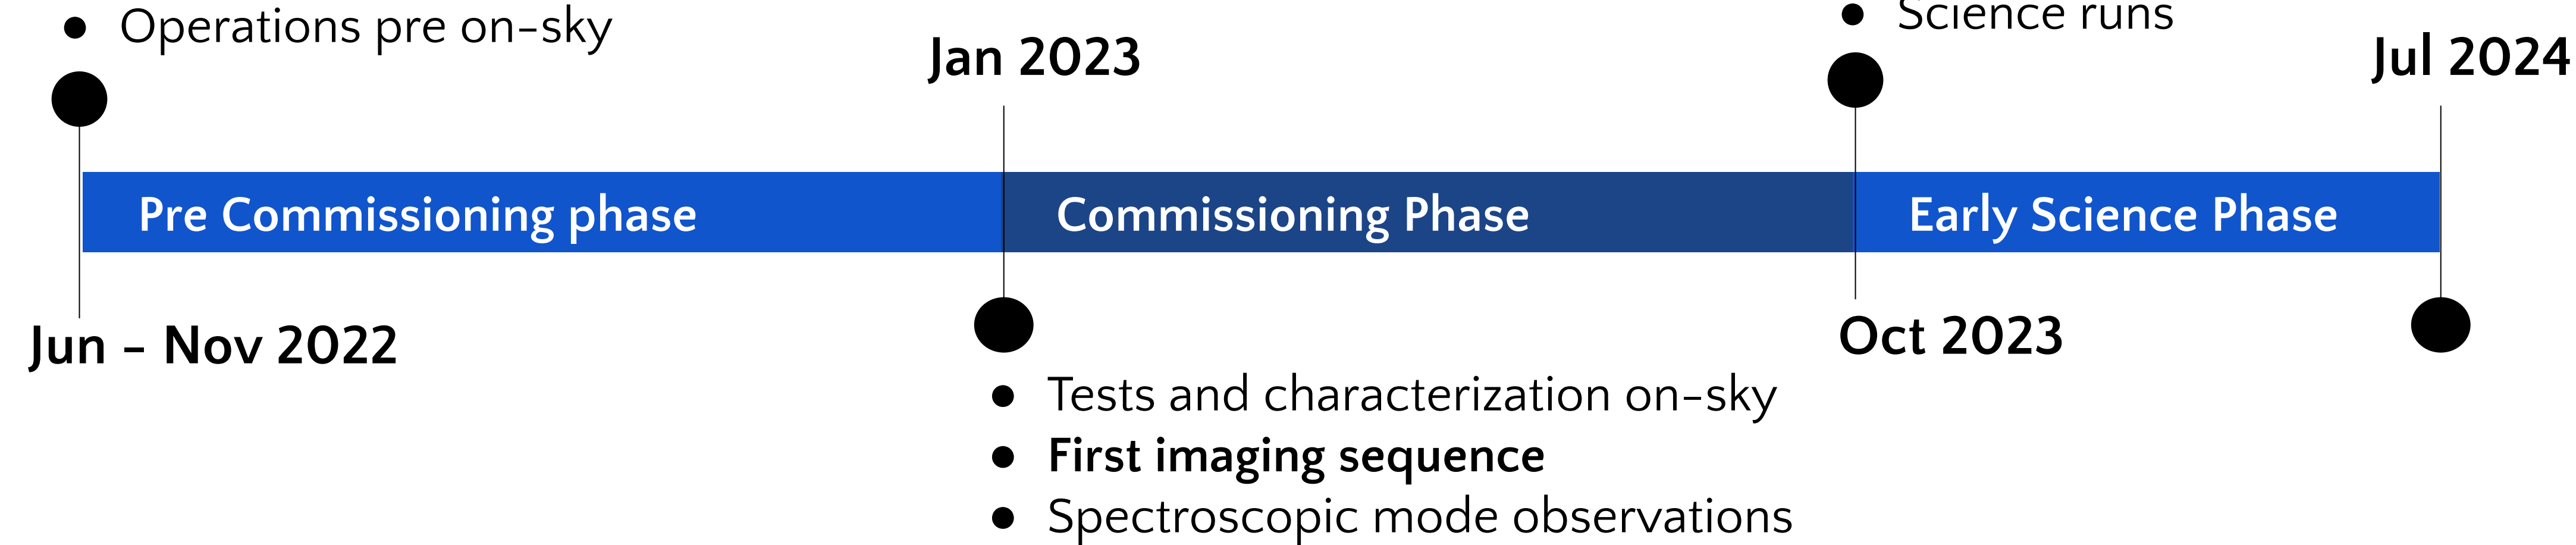 • Operations pre on-sky
• Science runs
Jan 2023
Jul 2024
Pre Commissioning phase
Commissioning Phase
Early Science Phase
Jun – Nov 2022
Oct 2023
• Tests and characterization on-sky
• First imaging sequence
• Spectroscopic mode observations